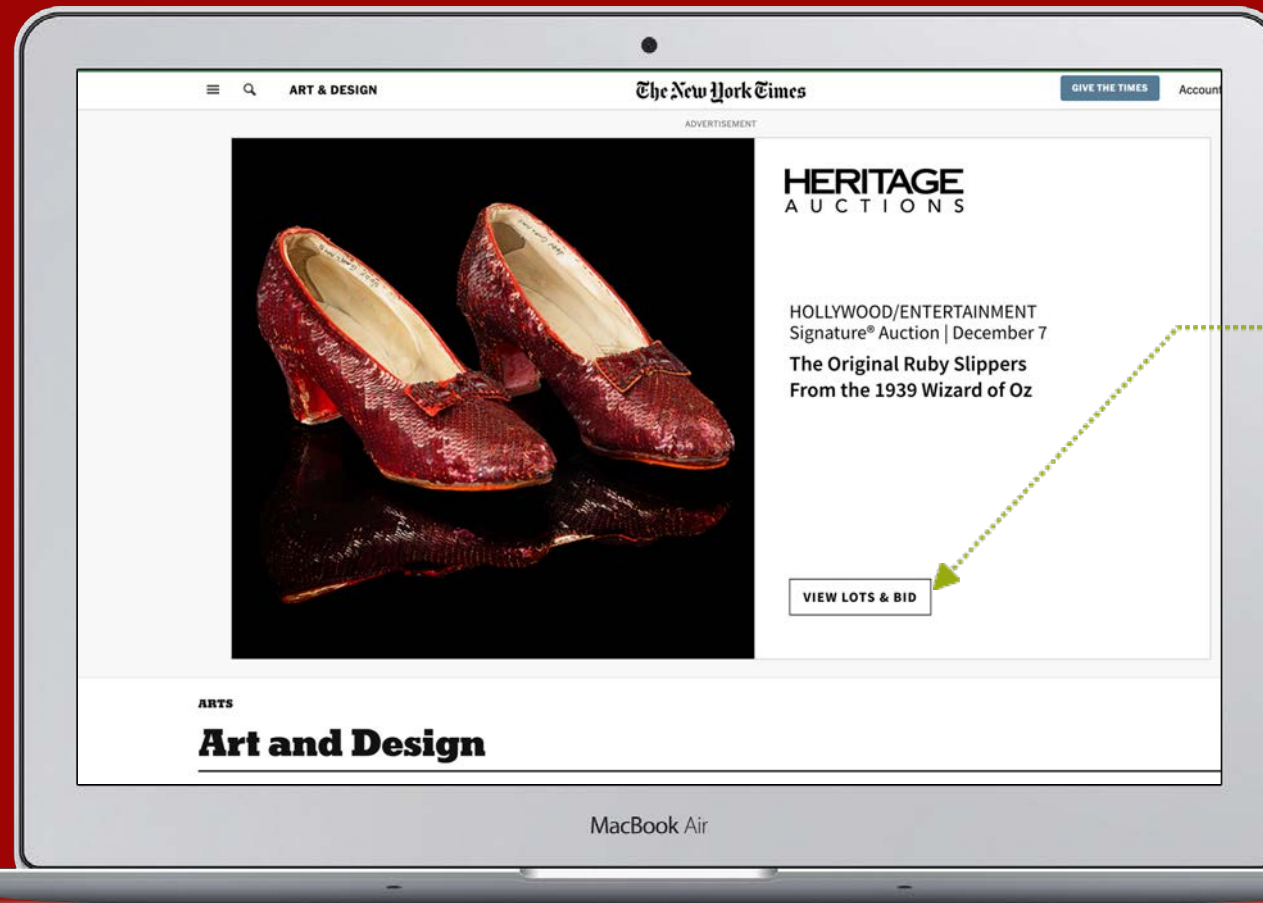 ART & DESIGN
The New York Times
GIVE THE TIMES
Account
ADVERTISEMENT
HERITAGE
AUCTIONS
HOLLYWOOD/ENTERTAINMENT
Signature® Auction | December 7
The Original Ruby Slippers
From the 1939 Wizard of Oz
VIEW LOTS & BID
ARTS
Art and Design
MacBook Air